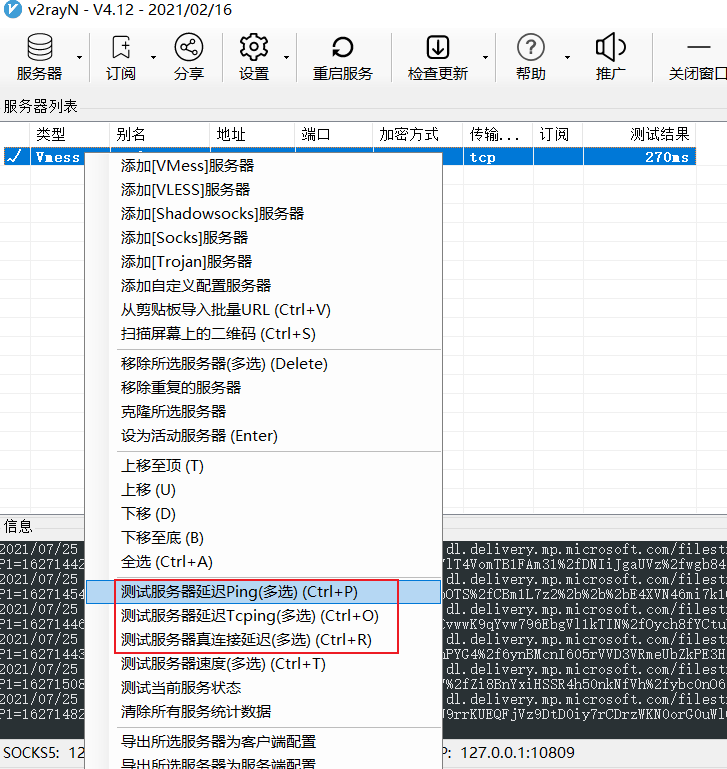 v2rayN - V4.12 - 2021/02/16
服务器 订阅 分享 设置 重启服务 检查更新 帮助 推广 关闭窗口
服务器列表
类型 别名 地址 端口 加密方式 传输... 订阅 测试结果
Vmess tcp 270ms
添加[VMess]服务器
添加[VLESS]服务器
添加[Shadowsocks]服务器
添加[Socks]服务器
添加[Trojan]服务器
添加自定义配置服务器
从剪贴板导入批量URL (Ctrl+V)
扫描屏幕上的二维码 (Ctrl+S)
移除所选服务器(多选) (Delete)
移除重复的服务器
克隆所选服务器
设为活动服务器 (Enter)
上移至顶 (T)
上移 (U)
下移 (D)
下移至底 (B)
全选 (Ctrl+A)
信息
2021/07/25 dl.delivery.mp.microsoft.com/filest
P1=16271442
2021/07/25 dl.delivery.mp.microsoft.com/filest
P1=16271454
2021/07/25 dl.delivery.mp.microsoft.com/filest
P1=16271446
2021/07/25 dl.delivery.mp.microsoft.com/filest
P1=16271443
2021/07/25 dl.delivery.mp.microsoft.com/filest
P1=16271508
2021/07/25 dl.delivery.mp.microsoft.com/filest
P1=16271482
测试服务器延迟Ping(多选) (Ctrl+P)
测试服务器延迟Tcping(多选) (Ctrl+O)
测试服务器真连接延迟(多选) (Ctrl+R)
测试服务器速度(多选) (Ctrl+T)
测试当前服务状态
清除所有服务统计数据
导出所选服务器为客户端配置
导出所选服务器为服务端配置
SOCKS5: 12 P: 127.0.0.1:10809